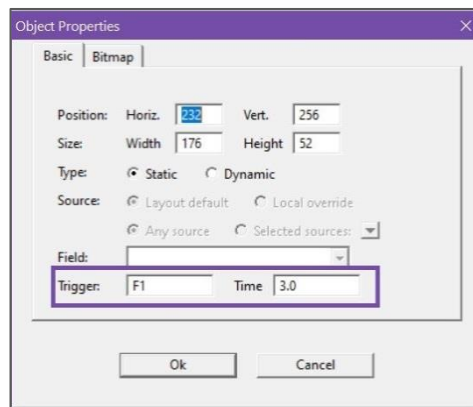 Object Properties
Basic Bitmap
Position: Horiz. 232 Vert. 256
Size: Width 176 Height 52
Type: Static Dynamic
Source: Layout default Local override
Any source Selected sources:
Field:
Trigger: F1 Time 3.0
Ok Cancel